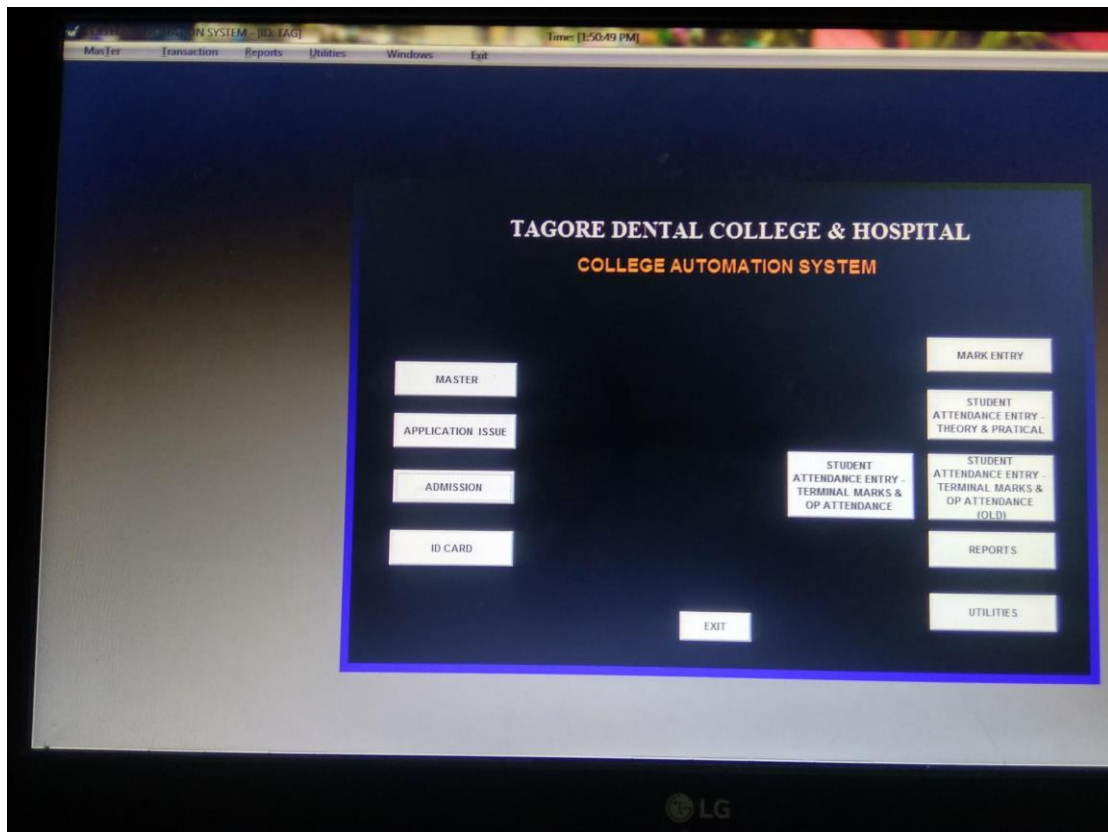 SYSTEM - [ID: TAG]
Time: [1:50:49 PM]
MasTer Transaction Reports Utilities Windows Exit
TAGORE DENTAL COLLEGE & HOSPITAL
COLLEGE AUTOMATION SYSTEM
MASTER
APPLICATION ISSUE
ADMISSION
ID CARD
MARK ENTRY
STUDENT
ATTENDANCE ENTRY -
THEORY & PRATICAL
STUDENT
ATTENDANCE ENTRY -
TERMINAL MARKS &
OP ATTENDANCE
STUDENT
ATTENDANCE ENTRY -
TERMINAL MARKS &
OP ATTENDANCE
(OLD)
REPORTS
UTILITIES
EXIT
LG